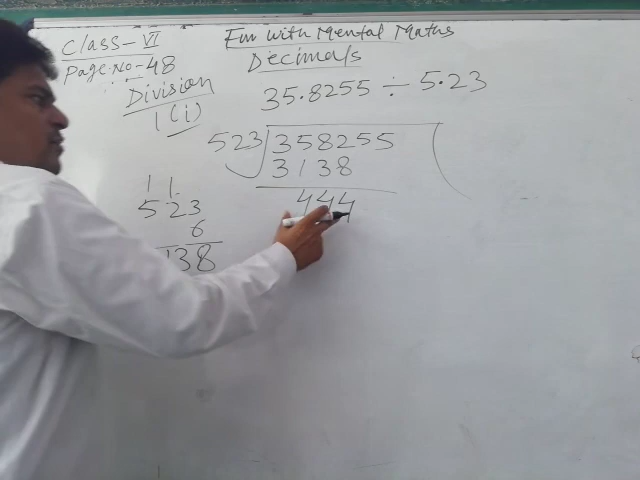 Class-VI
Fun with Mental Maths
Page.No-48
Decimals
Division
1(i)
35.8255 ÷ 5.23
523)358255(
3138
444
11
523
6
138